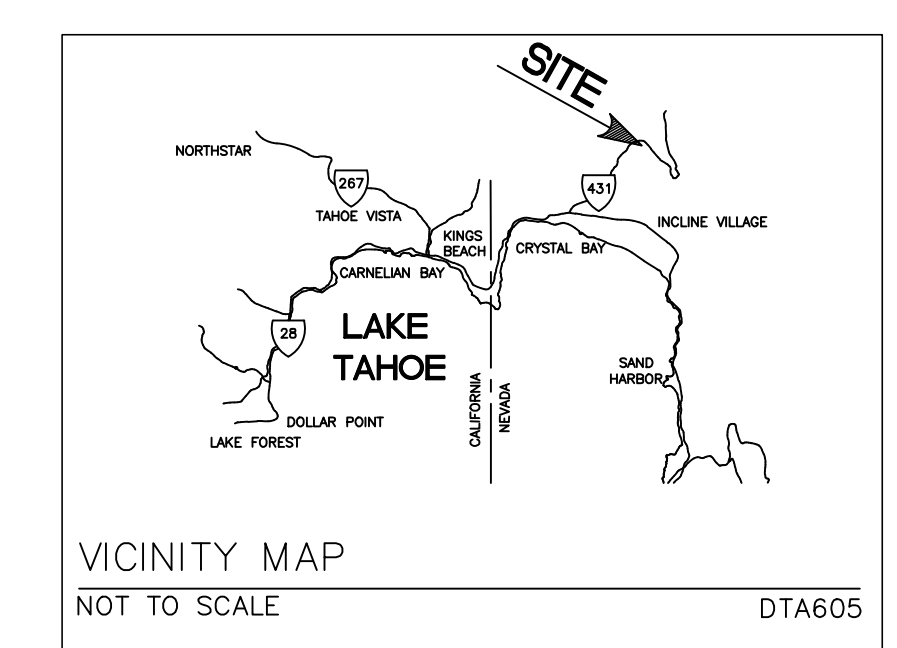 SITE
NORTHSTAR
267
431
TAHOE VISTA
INCLINE VILLAGE
KINGS
BEACH
CRYSTAL BAY
CARNELIAN BAY
28
LAKE
TAHOE
SAND
HARBOR
CALIFORNIA
NEVADA
DOLLAR POINT
LAKE FOREST
VICINITY MAP
NOT TO SCALE
DTA605